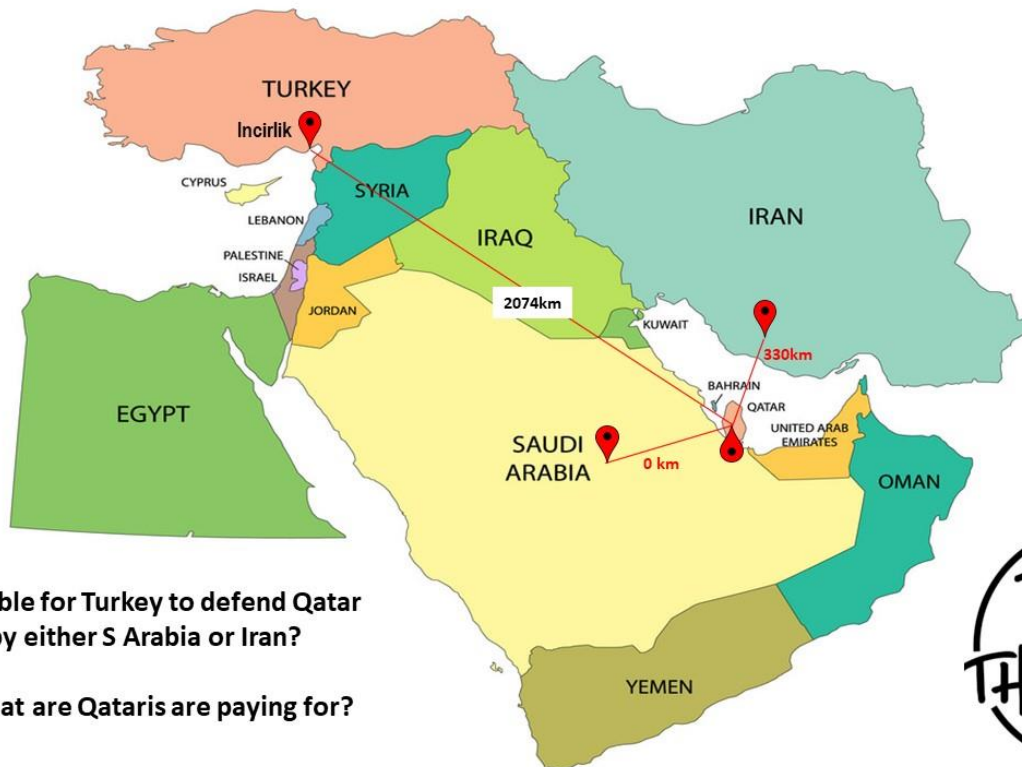 TURKEY
Incirlik
CYPRUS
SYRIA
LEBANON
IRAQ
IRAN
PALESTINE
ISRAEL
JORDAN
2074km
KUWAIT
330km
BAHRAIN
QATAR
EGYPT
UNITED ARAB
EMIRATES
SAUDI
ARABIA
0 km
OMAN
ble for Turkey to defend Qatar
by either S Arabia or Iran?
YEMEN
at are Qataris are paying for?